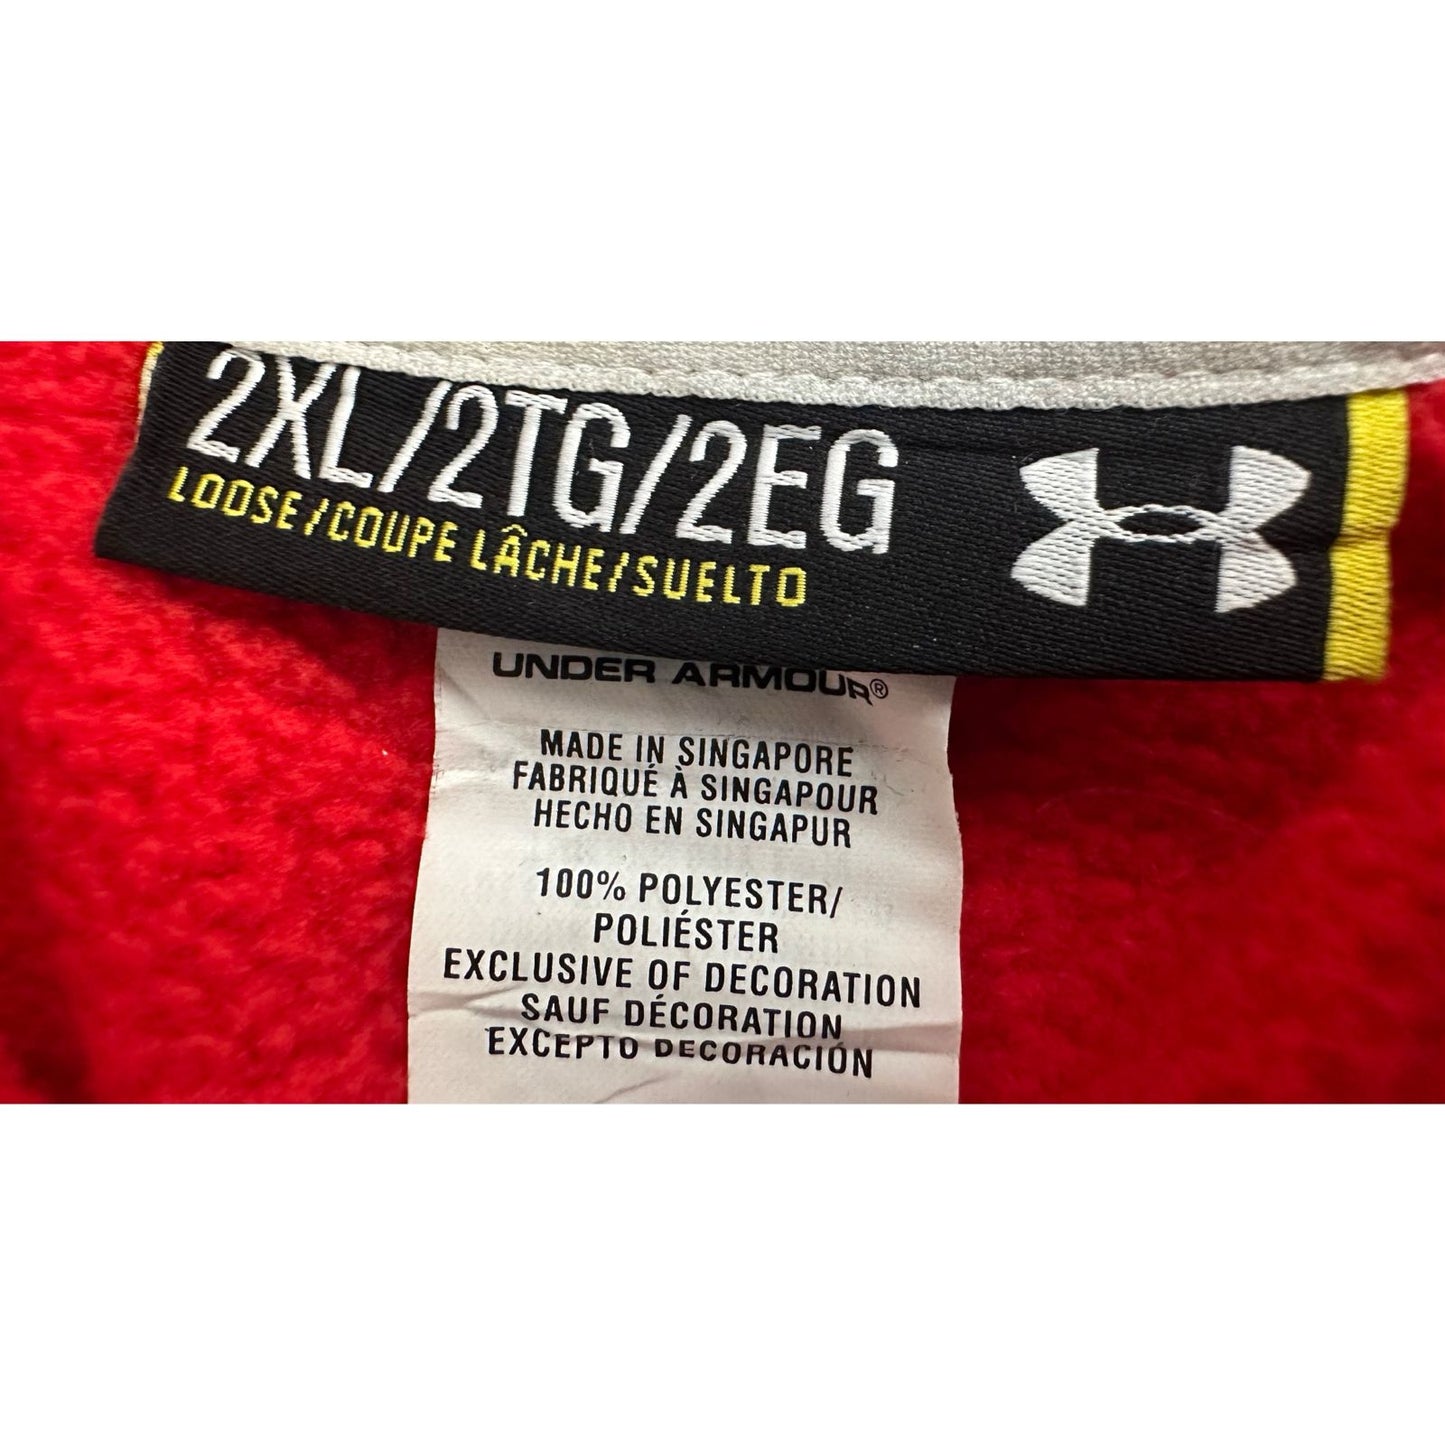 2XL/2TG/2EG
LOOSE/COUPE LÂCHE/SUELTO
UNDER ARMOUR®
MADE IN SINGAPORE
FABRIQUÉ À SINGAPOUR
HECHO EN SINGAPUR
100% POLYESTER/
POLIÉSTER
EXCLUSIVE OF DECORATION
SAUF DÉCORATION
EXCEPTO DECORACIÓN